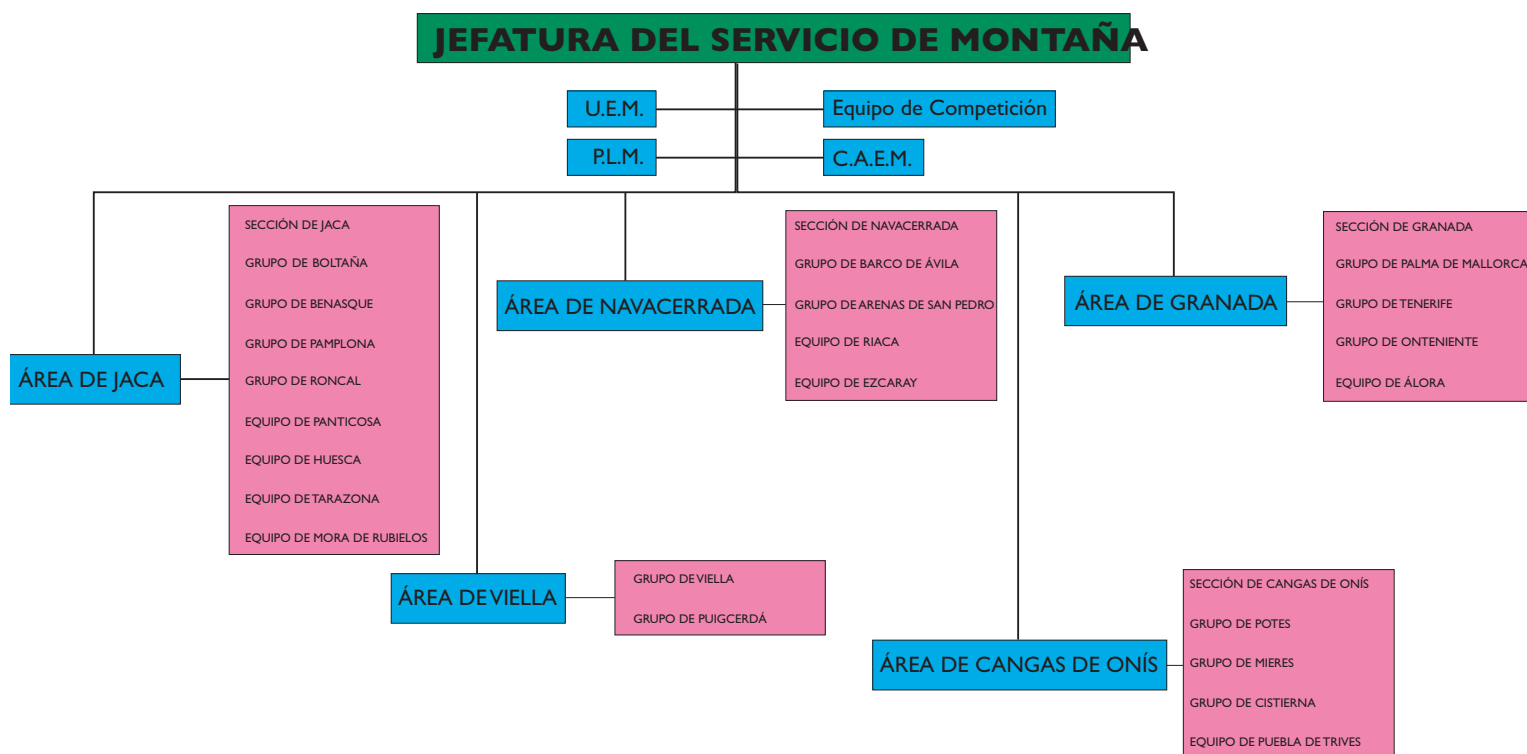 JEFATURA DEL SERVICIO DE MONTAÑA
U.E.M.
Equipo de Competición
P.L.M.
C.A.E.M.
ÁREA DE JACA
SECCIÓN DE JACA
GRUPO DE BOLTAÑA
GRUPO DE BENASQUE
GRUPO DE PAMPLONA
GRUPO DE RONCAL
EQUIPO DE PANTICOSA
EQUIPO DE HUESCA
EQUIPO DE TARAZONA
EQUIPO DE MORA DE RUBIELOS
ÁREA DE VIELLA
GRUPO DE VIELLA
GRUPO DE PUIGCERDÁ
ÁREA DE NAVACERRADA
SECCIÓN DE NAVACERRADA
GRUPO DE BARCO DE ÁVILA
GRUPO DE ARENAS DE SAN PEDRO
EQUIPO DE RIACA
EQUIPO DE EZCARAY
ÁREA DE CANGAS DE ONÍS
SECCIÓN DE CANGAS DE ONÍS
GRUPO DE POTES
GRUPO DE MIERES
GRUPO DE CISTIERNA
EQUIPO DE PUEBLA DE TRIVES
ÁREA DE GRANADA
SECCIÓN DE GRANADA
GRUPO DE PALMA DE MALLORCA
GRUPO DE TENERIFE
GRUPO DE ONTENIENTE
EQUIPO DE ÁLORA